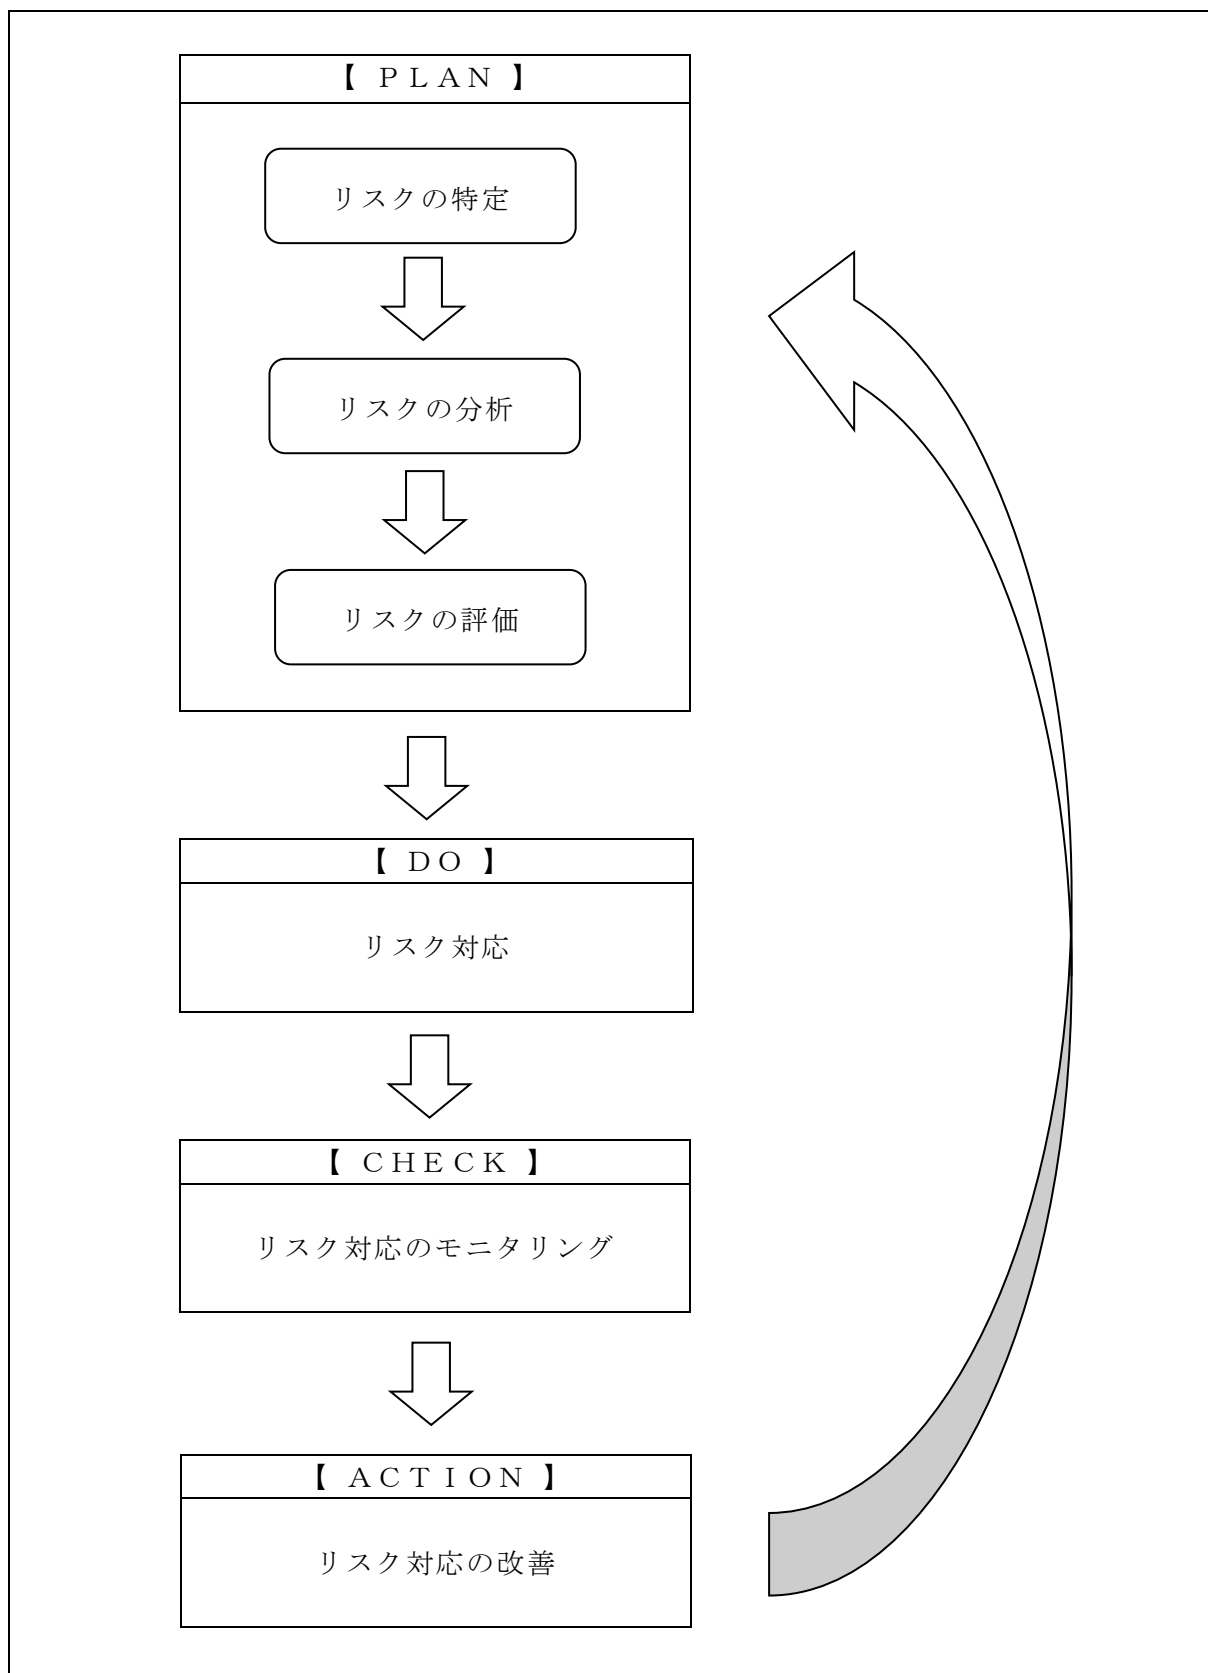 【 ＰＬＡＮ 】
リスクの特定
リスクの分析
リスクの評価
【 ＤＯ 】
リスク対応
【 ＣＨＥＣＫ 】
リスク対応のモニタリング
【 ＡＣＴＩＯＮ 】
リスク対応の改善